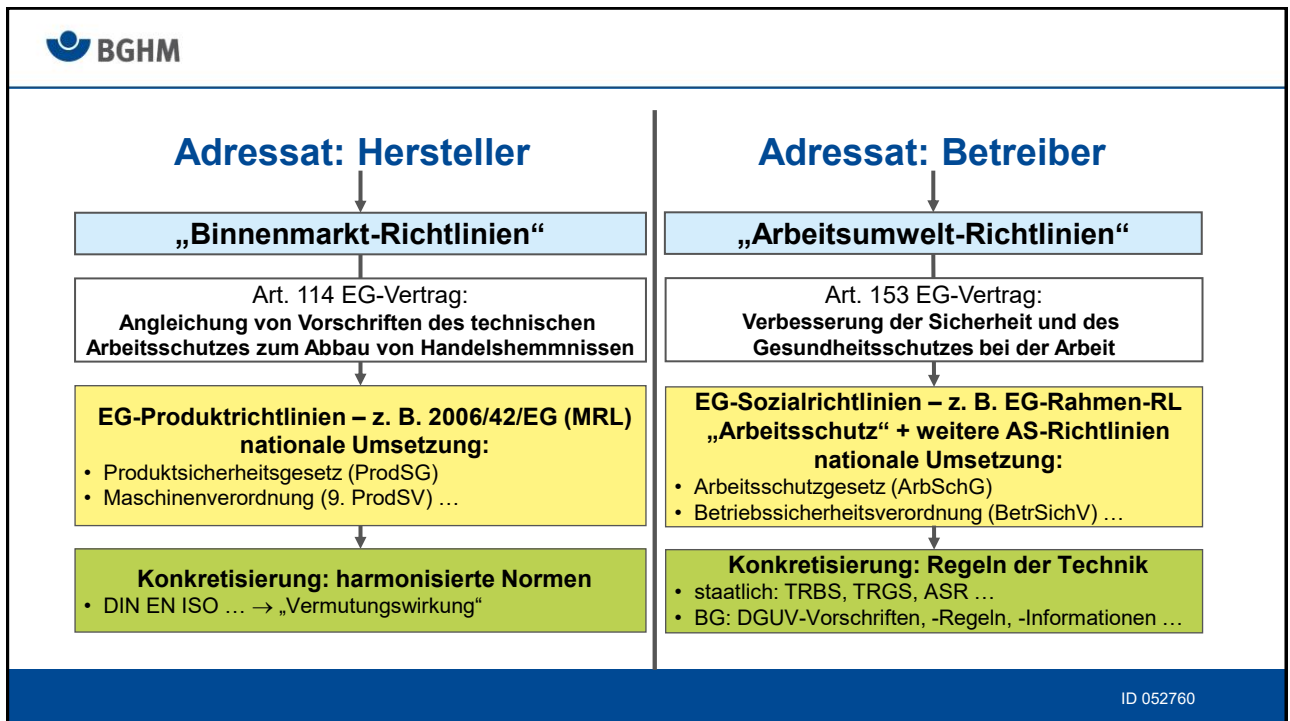 BGHM
Adressat: Hersteller
„Binnenmarkt-Richtlinien“
Art. 114 EG-Vertrag:
Angleichung von Vorschriften des technischen
Arbeitsschutzes zum Abbau von Handelshemmnissen
EG-Produktrichtlinien – z. B. 2006/42/EG (MRL)
nationale Umsetzung:
• Produktsicherheitsgesetz (ProdSG)
• Maschinenverordnung (9. ProdSV) …
Konkretisierung: harmonisierte Normen
• DIN EN ISO … → „Vermutungswirkung“
Adressat: Betreiber
„Arbeitsumwelt-Richtlinien“
Art. 153 EG-Vertrag:
Verbesserung der Sicherheit und des
Gesundheitsschutzes bei der Arbeit
EG-Sozialrichtlinien – z. B. EG-Rahmen-RL
„Arbeitsschutz“ + weitere AS-Richtlinien
nationale Umsetzung:
• Arbeitsschutzgesetz (ArbSchG)
• Betriebssicherheitsverordnung (BetrSichV) …
Konkretisierung: Regeln der Technik
• staatlich: TRBS, TRGS, ASR …
• BG: DGUV-Vorschriften, -Regeln, -Informationen …
ID 052760